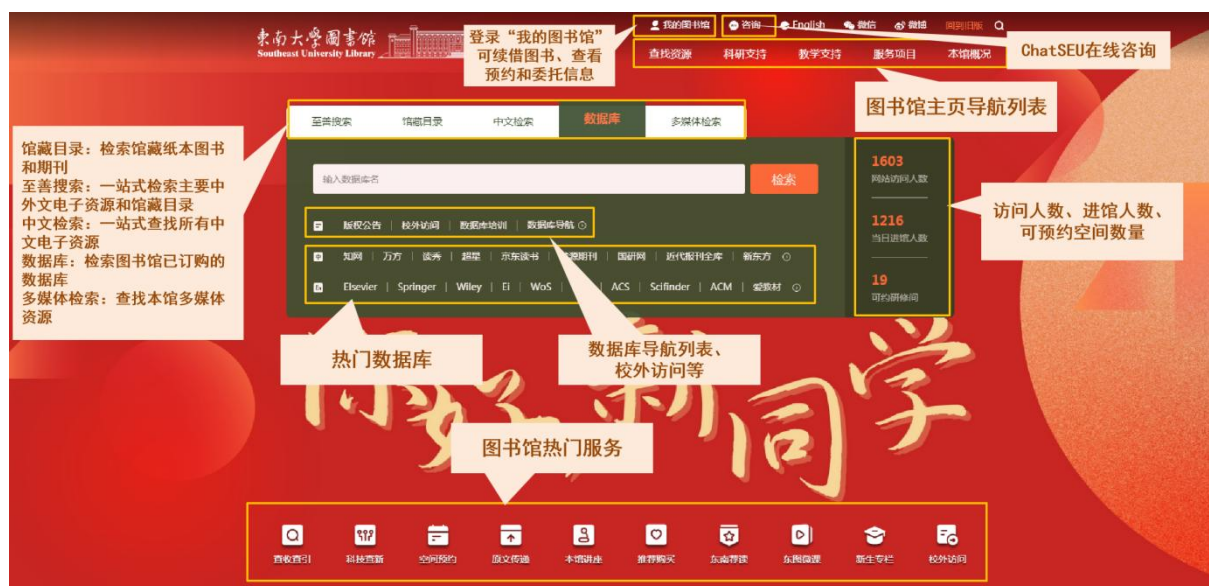 東南大學圖書館
Southeast University Library
登录“我的图书馆”
可续借图书、查看
预约和委托信息
我的图书馆
咨询
English
微信
微博
回到旧版
ChatSEU在线咨询
查找资源 科研支持 教学支持 服务项目 本馆概况
图书馆主页导航列表
至善搜索 馆藏目录 中文检索 数据库 多媒体检索
馆藏目录：检索馆藏纸本图书
和期刊
至善搜索：一站式检索主要中
外文电子资源和馆藏目录
中文检索：一站式查找所有中
文电子资源
数据库：检索图书馆已订购的
数据库
多媒体检索：查找本馆多媒体
资源
输入数据库名
检索
版权公告 | 校外访问 | 数据库培训 | 数据库导航
知网 | 万方 | 读秀 | 超星 | 京东读书 | 期刊 | 国研网 | 近代报刊全库 | 新东方
Elsevier | Springer | Wiley | Ei | WoS | ACS | Scifinder | ACM | 爱教材
1603
网站访问人数
1216
当日进馆人数
19
可约研修间
访问人数、进馆人数、
可预约空间数量
热门数据库
数据库导航列表、
校外访问等
你好 新同学
图书馆热门服务
查收查引 科技查新 空间预约 原文传递 本馆讲座 推荐购买 东南荐读 东图微课 新生专栏 校外访问